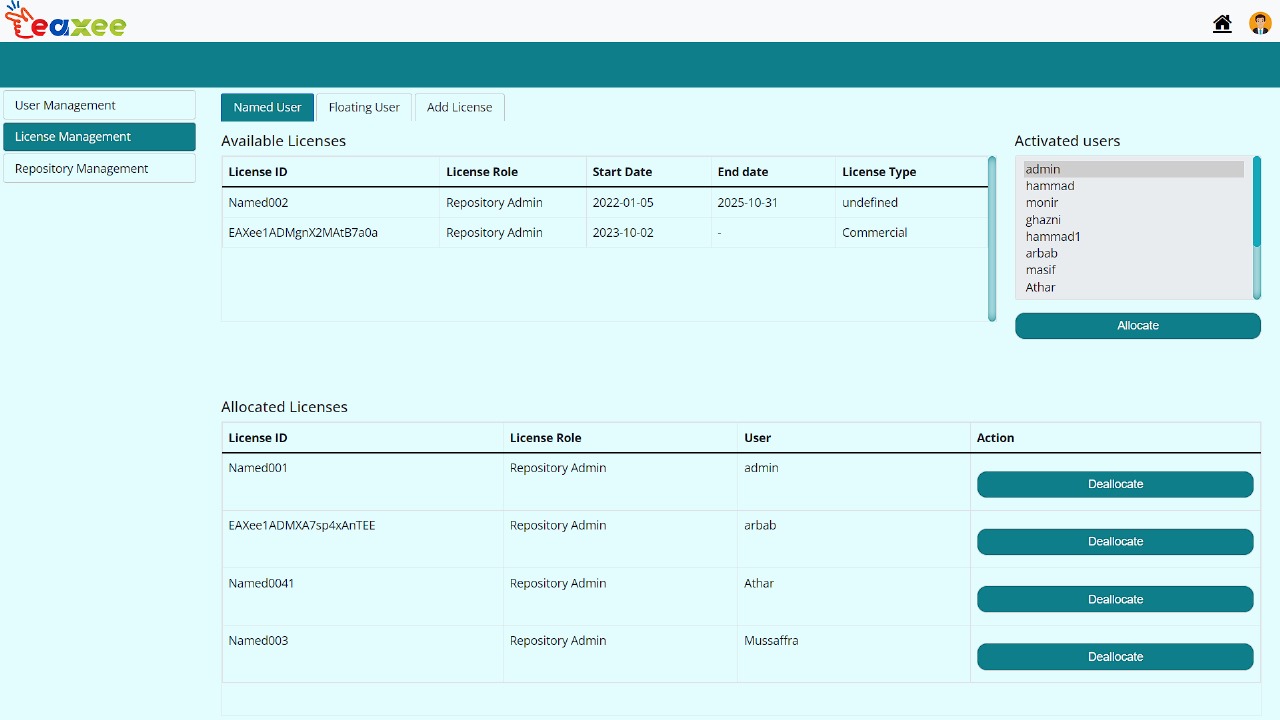 eaxee
User Management
License Management
Repository Management
Named User Floating User Add License
Available Licenses
License ID License Role Start Date End date License Type
Named002 Repository Admin 2022-01-05 2025-10-31 undefined
EAXee1ADMgnX2MAtB7a0a Repository Admin 2023-10-02 - Commercial
Activated users
admin
hammad
monir
ghazni
hammad1
arbab
masif
Athar
Allocate
Allocated Licenses
License ID License Role User Action
Named001 Repository Admin admin Deallocate
EAXee1ADMXA7sp4xAnTEE Repository Admin arbab Deallocate
Named0041 Repository Admin Athar Deallocate
Named003 Repository Admin Mussaffra Deallocate